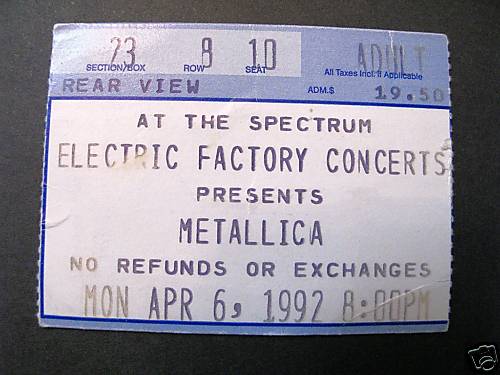 23 8 10 ADULT
SECTION/BOX ROW SEAT All Taxes Incl. If Applicable
REAR VIEW ADM.$ 19.50
AT THE SPECTRUM
ELECTRIC FACTORY CONCERTS
PRESENTS
METALLICA
NO REFUNDS OR EXCHANGES
MON APR 6, 1992 8:00PM